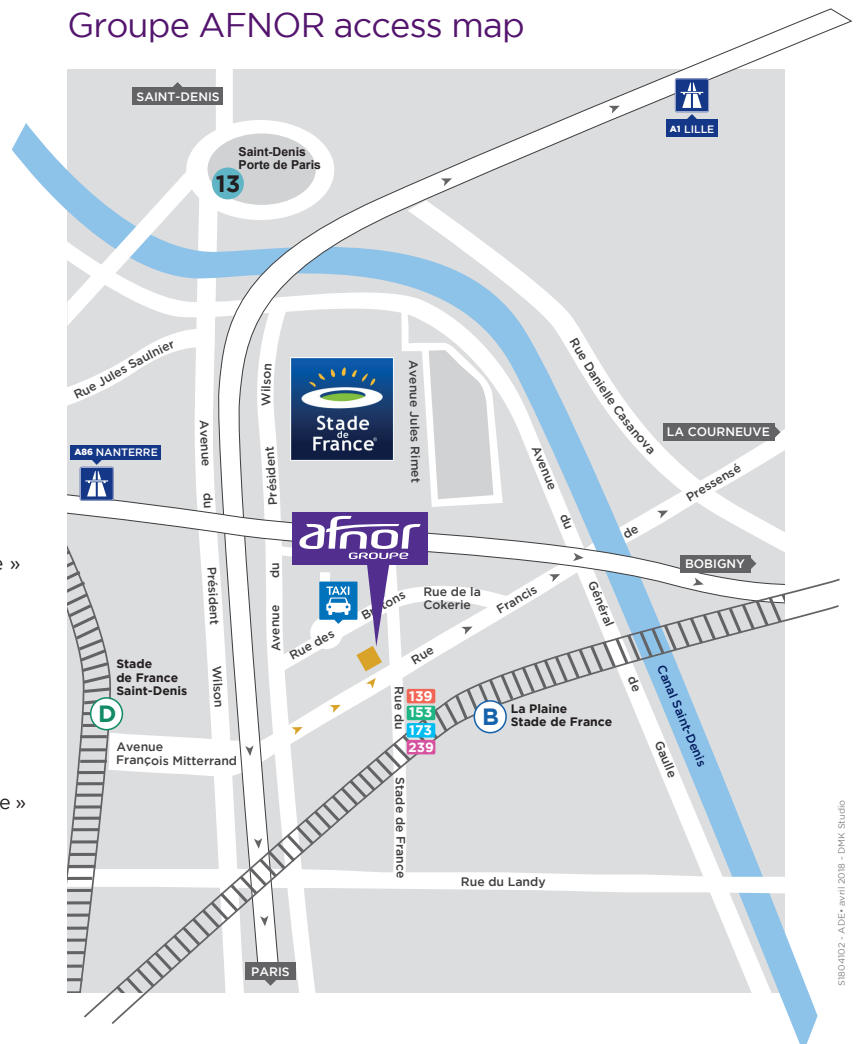 Groupe AFNOR access map
SAINT-DENIS
A1 LILLE
Saint-Denis
Porte de Paris
13
Rue Jules Saulnier
Wilson
Avenue Jules Rimet
Rue Danielle Casanova
Stade
de
France®
LA COURNEUVE
A86 NANTERRE
Avenue
du
Président
Wilson
Président
du
Avenue
Avenue
du
Général
de
Gaulle
Pressensé
de
Francis
Rue
afnor
GROUPE
e »
BOBIGNY
TAXI
Rue de la
Cokerie
Rue des
Stade
de France
Saint-Denis
D
139
153
173
239
Rue du
Stade de France
B
La Plaine
Stade de France
Canal Saint-Denis
Avenue
François Mitterrand
e »
Rue du Landy
PARIS
S1804102 - ADE• avril 2018 - DMK Studio